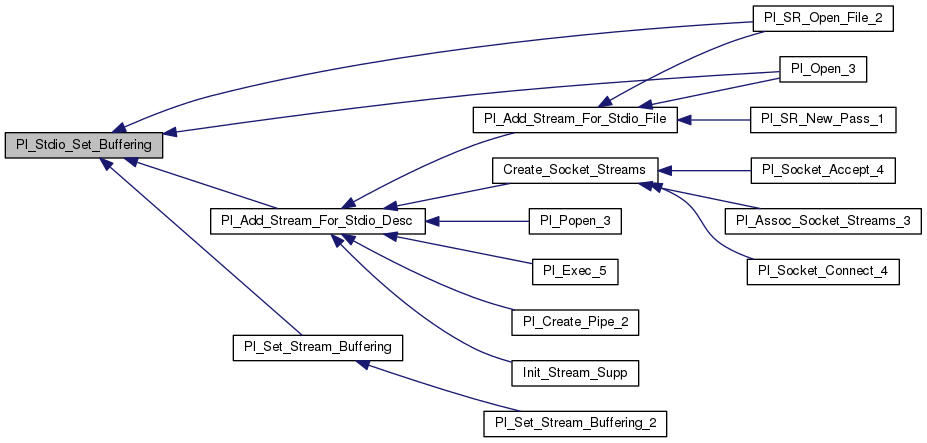 Pl_SR_Open_File_2
Pl_Open_3
Pl_Add_Stream_For_Stdio_File
Pl_SR_New_Pass_1
Pl_Stdio_Set_Buffering
Create_Socket_Streams
Pl_Socket_Accept_4
Pl_Add_Stream_For_Stdio_Desc
Pl_Popen_3
Pl_Assoc_Socket_Streams_3
Pl_Exec_5
Pl_Socket_Connect_4
Pl_Create_Pipe_2
Pl_Set_Stream_Buffering
Init_Stream_Supp
Pl_Set_Stream_Buffering_2